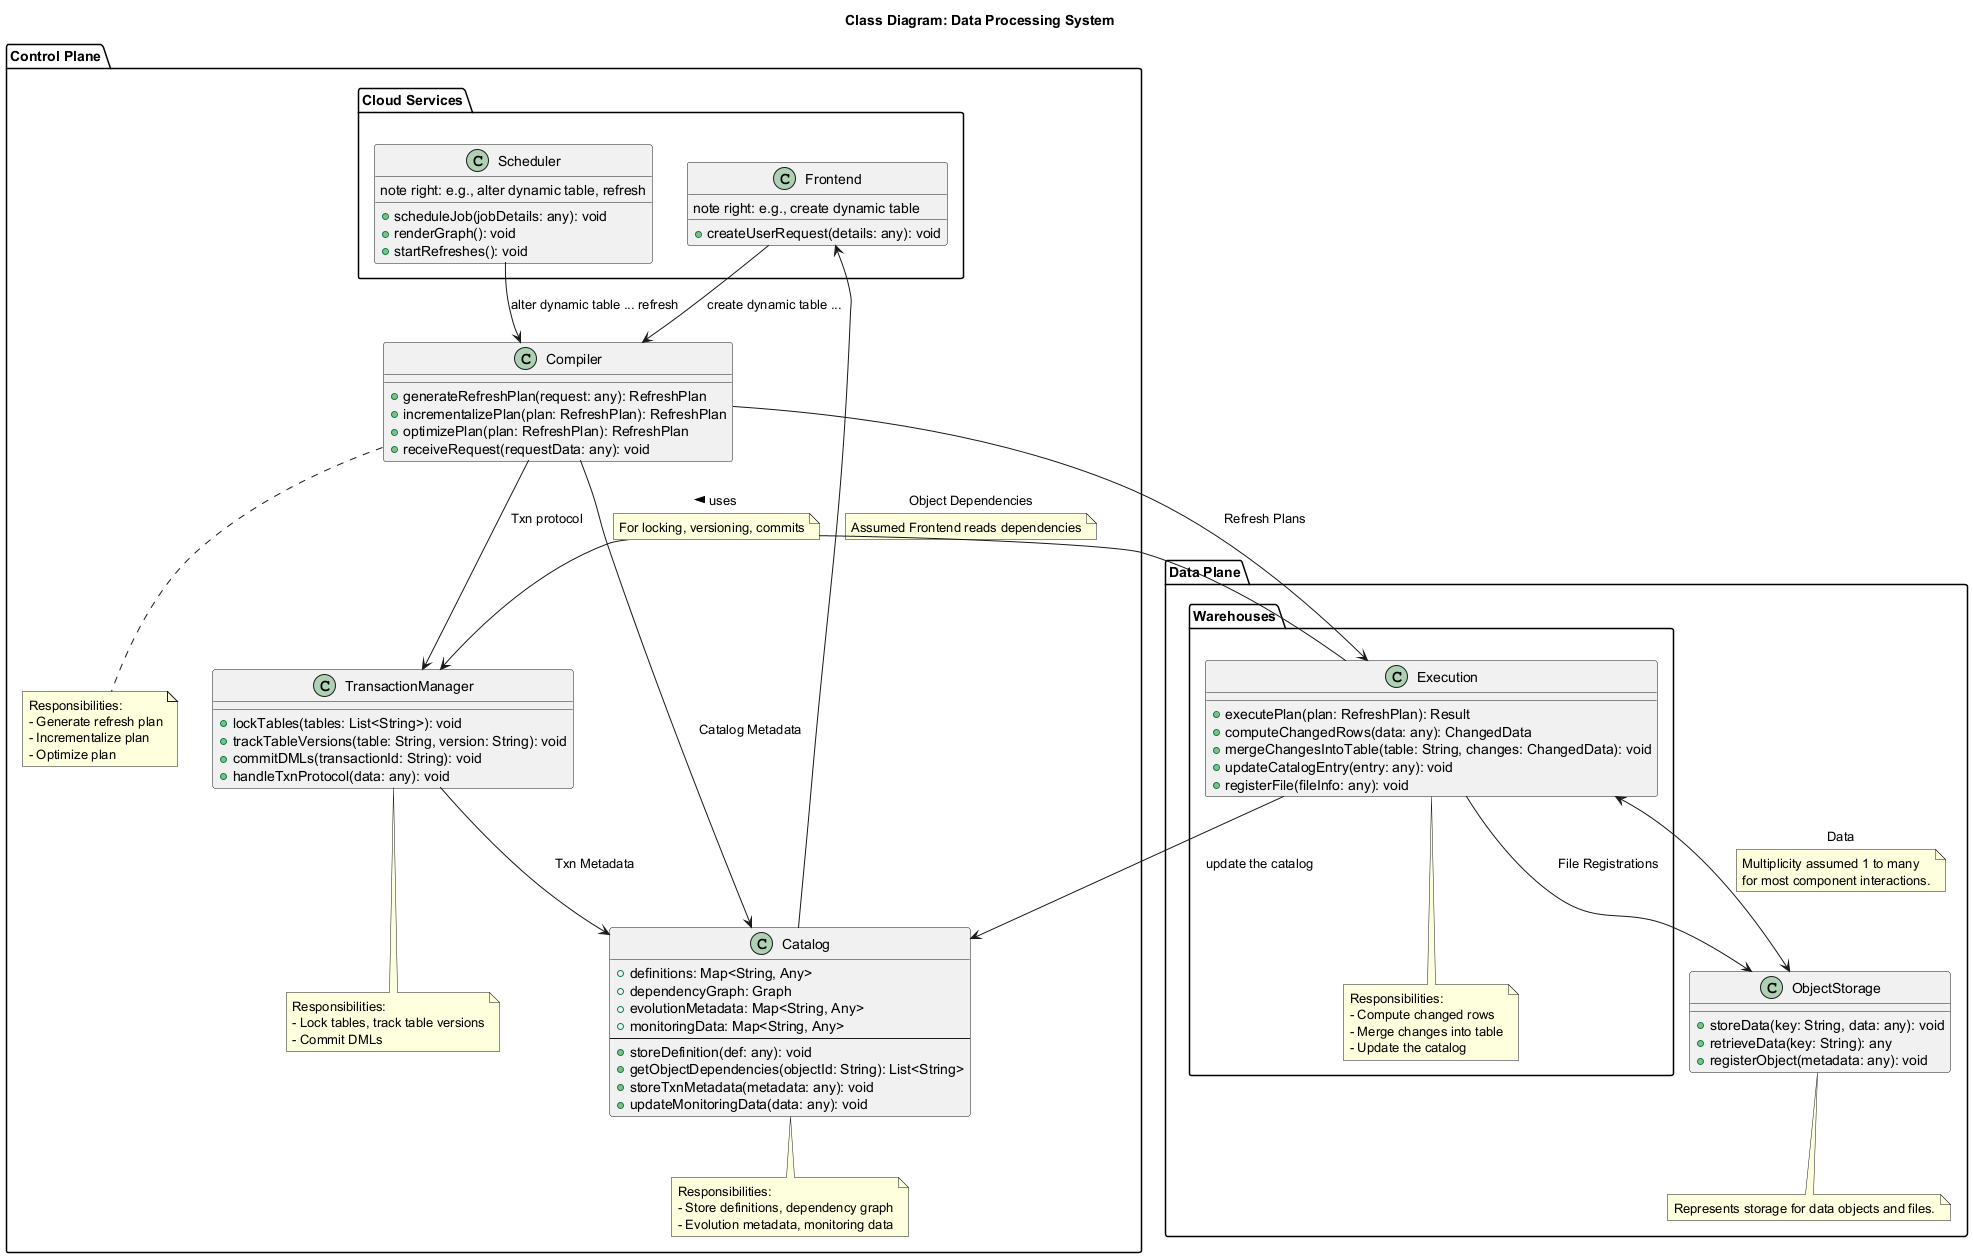 Class Diagram: Data Processing System
Control Plane
Cloud Services
C Scheduler
note right: e.g., alter dynamic table, refresh
scheduleJob(jobDetails: any): void
renderGraph(): void
startRefreshes(): void
C Frontend
note right: e.g., create dynamic table
createUserRequest(details: any): void
alter dynamic table ... refresh
create dynamic table ...
C Compiler
generateRefreshPlan(request: any): RefreshPlan
incrementalizePlan(plan: RefreshPlan): RefreshPlan
optimizePlan(plan: RefreshPlan): RefreshPlan
receiveRequest(requestData: any): void
Txn protocol
uses
For locking, versioning, commits
Object Dependencies
Assumed Frontend reads dependencies
Refresh Plans
Data Plane
Warehouses
Responsibilities:
- Generate refresh plan
- Incrementalize plan
- Optimize plan
C TransactionManager
lockTables(tables: List<String>): void
trackTableVersions(table: String, version: String): void
commitDMLs(transactionId: String): void
handleTxnProtocol(data: any): void
Catalog Metadata
C Execution
executePlan(plan: RefreshPlan): Result
computeChangedRows(data: any): ChangedData
mergeChangesIntoTable(table: String, changes: ChangedData): void
updateCatalogEntry(entry: any): void
registerFile(fileInfo: any): void
Txn Metadata
update the catalog
File Registrations
Data
Multiplicity assumed 1 to many
for most component interactions.
Responsibilities:
- Lock tables, track table versions
- Commit DMLs
C Catalog
definitions: Map<String, Any>
dependencyGraph: Graph
evolutionMetadata: Map<String, Any>
monitoringData: Map<String, Any>
storeDefinition(def: any): void
getObjectDependencies(objectId: String): List<String>
storeTxnMetadata(metadata: any): void
updateMonitoringData(data: any): void
Responsibilities:
- Compute changed rows
- Merge changes into table
- Update the catalog
C ObjectStorage
storeData(key: String, data: any): void
retrieveData(key: String): any
registerObject(metadata: any): void
Responsibilities:
- Store definitions, dependency graph
- Evolution metadata, monitoring data
Represents storage for data objects and files.